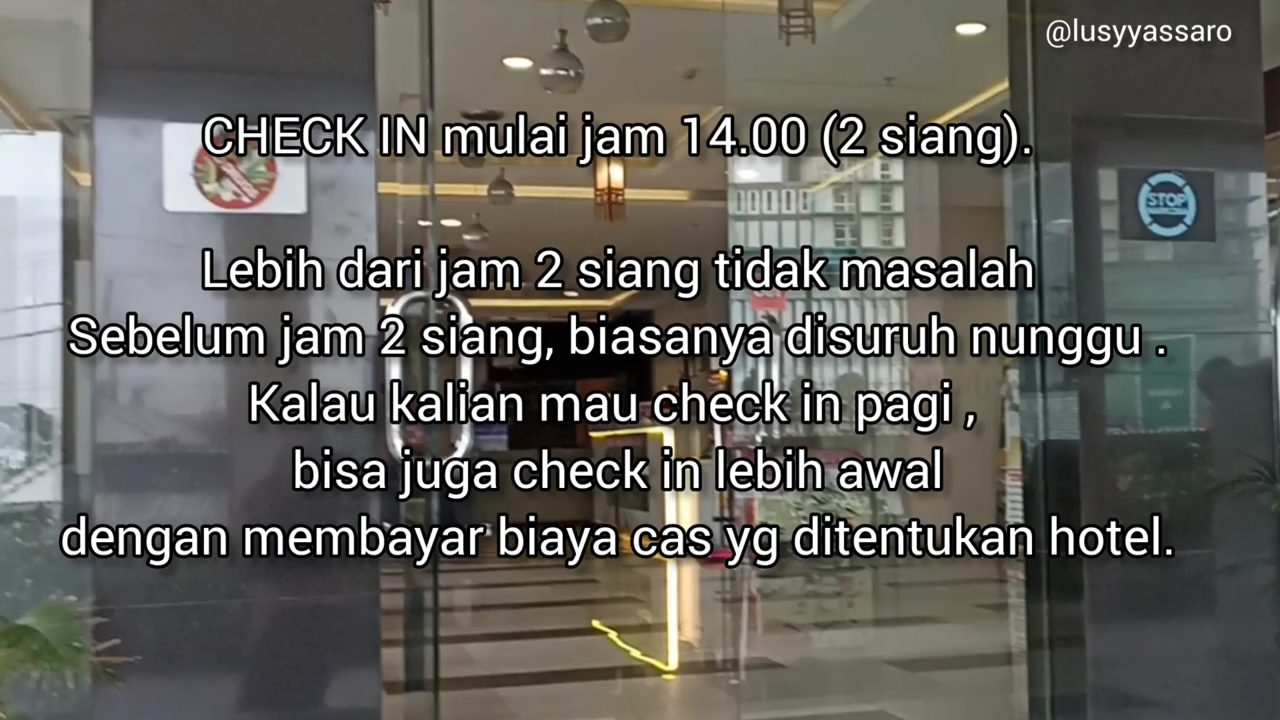 @lusyyassaro
CHECK IN mulai jam 14.00 (2 siang).
Lebih dari jam 2 siang tidak masalah
Sebelum jam 2 siang, biasanya disuruh nunggu .
Kalau kalian mau check in pagi ,
bisa juga check in lebih awal
dengan membayar biaya cas yg ditentukan hotel.
STOP